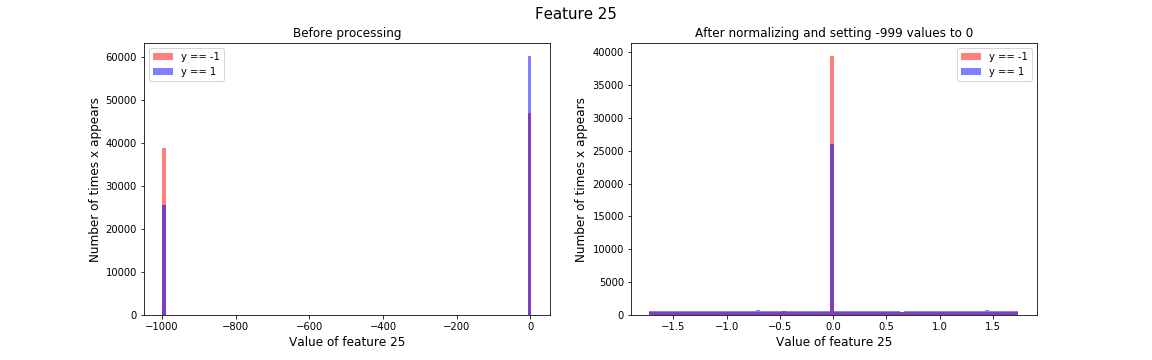 Feature 25
Before processing
y == -1
y == 1
Number of times x appears
60000
50000
40000
30000
20000
10000
0
−1000 −800 −600 −400 −200 0
Value of feature 25
After normalizing and setting -999 values to 0
y == -1
y == 1
Number of times x appears
40000
35000
30000
25000
20000
15000
10000
5000
0
−1.5 −1.0 −0.5 0.0 0.5 1.0 1.5
Value of feature 25